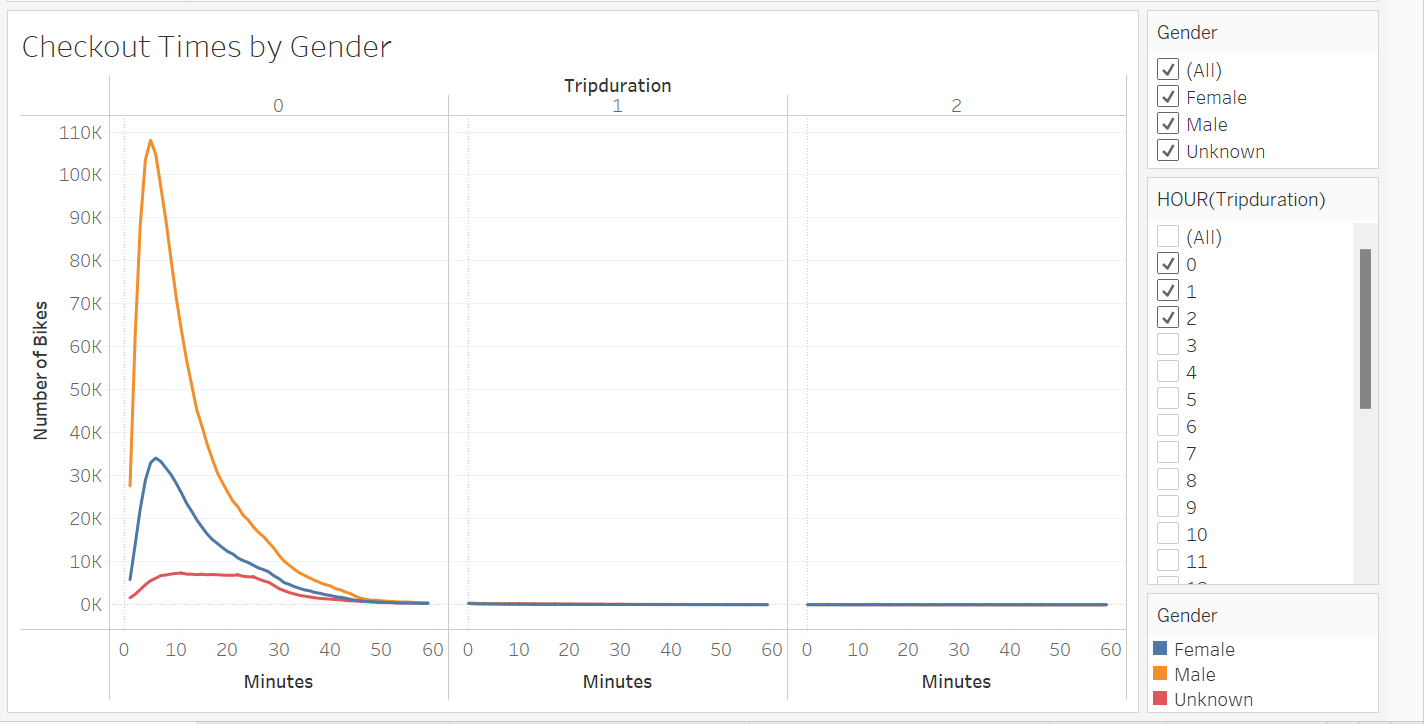 Checkout Times by Gender
Tripduration
0 1 2
110K
100K
90K
80K
70K
60K
50K
40K
30K
20K
10K
0K
Number of Bikes
0 10 20 30 40 50 60 0 10 20 30 40 50 60 0 10 20 30 40 50 60
Minutes Minutes Minutes
Gender
(All)
Female
Male
Unknown
HOUR(Tripduration)
(All)
0
1
2
3
4
5
6
7
8
9
10
11
Gender
Female
Male
Unknown